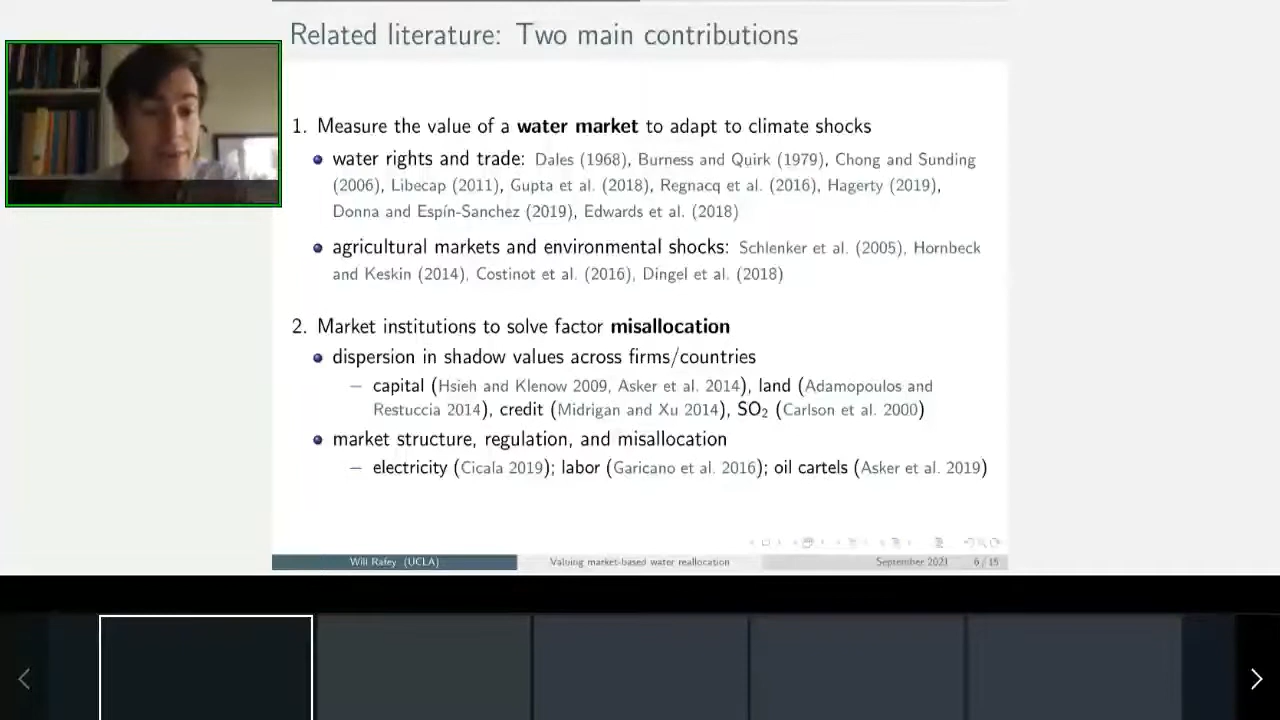 Related literature: Two main contributions
1. Measure the value of a water market to adapt to climate shocks
water rights and trade: Dales (1968), Burness and Quirk (1979), Chong and Sunding
(2006), Libecap (2011), Gupta et al. (2018), Regnacq et al. (2016), Hagerty (2019),
Donna and Espín-Sanchez (2019), Edwards et al. (2018)
agricultural markets and environmental shocks: Schlenker et al. (2005), Hornbeck
and Keskin (2014), Costinot et al. (2016), Dingel et al. (2018)
2. Market institutions to solve factor misallocation
dispersion in shadow values across firms/countries
– capital (Hsieh and Klenow 2009, Asker et al. 2014), land (Adamopoulos and
Restuccia 2014), credit (Midrigan and Xu 2014), SO₂ (Carlson et al. 2000)
market structure, regulation, and misallocation
– electricity (Cicala 2019); labor (Garicano et al. 2016); oil cartels (Asker et al. 2019)
Will Rafey (UCLA) Valuing market-based water reallocation September 2021 6 / 15